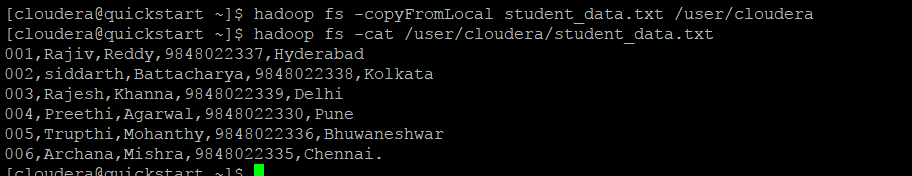 [cloudera@quickstart ~]$ hadoop fs -copyFromLocal student_data.txt /user/cloudera
[cloudera@quickstart ~]$ hadoop fs -cat /user/cloudera/student_data.txt
001,Rajiv,Reddy,9848022337,Hyderabad
002,siddarth,Battacharya,9848022338,Kolkata
003,Rajesh,Khanna,9848022339,Delhi
004,Preethi,Agarwal,9848022330,Pune
005,Trupthi,Mohanthy,9848022336,Bhuwaneshwar
006,Archana,Mishra,9848022335,Chennai.
[cloudera@quickstart ~]$